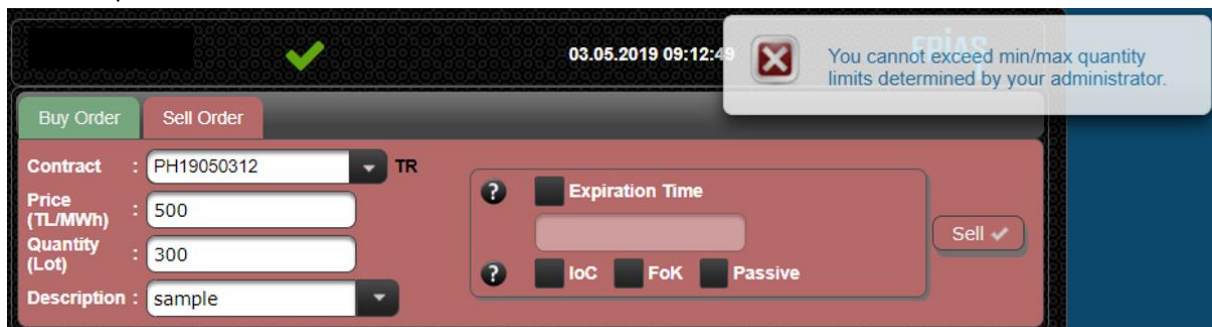 03.05.2019 09:12:49
EPİAŞ
You cannot exceed min/max quantity
limits determined by your administrator.
Buy Order
Sell Order
Contract : PH19050312 TR
? Expiration Time
Price
(TL/MWh) : 500
Quantity
(Lot) : 300
Sell
? IoC FoK Passive
Description : sample